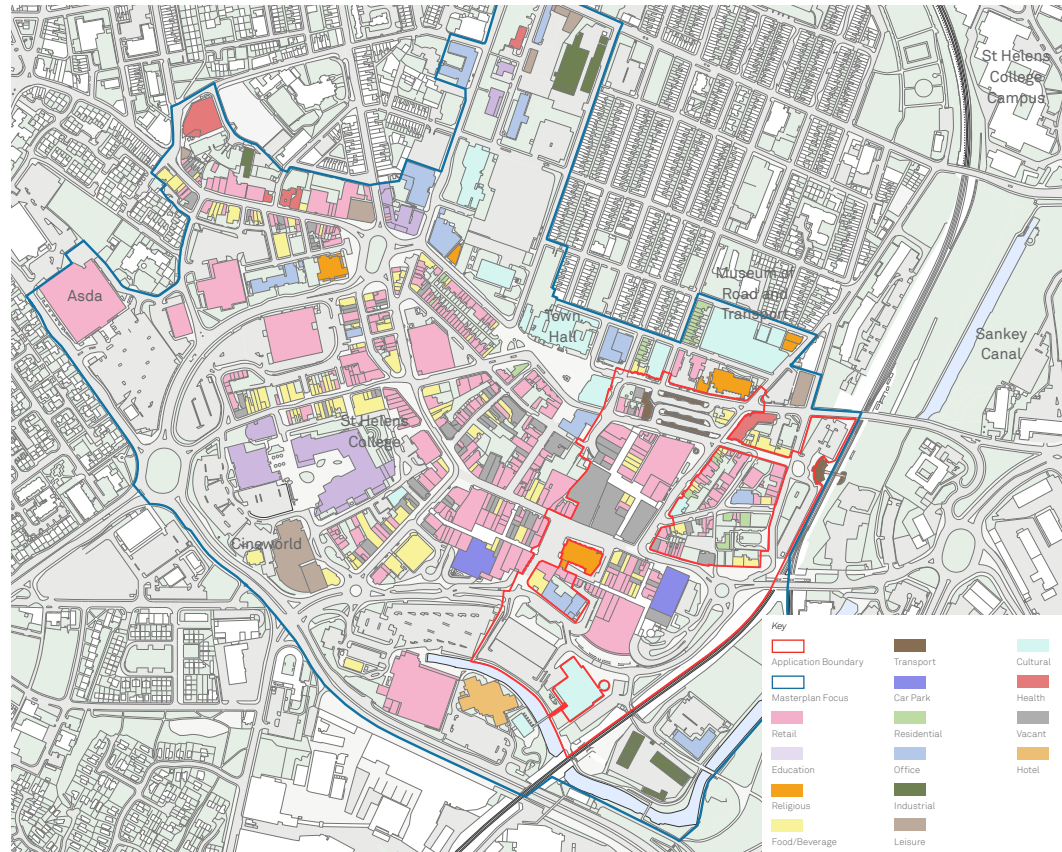 St Helens
College
Campus
Museum of
Road and
Transport
Asda
Town
Hall
Sankey
Canal
St Helens
College
Cineworld
Key
Application Boundary
Masterplan Focus
Retail
Education
Religious
Food/Beverage
Transport
Car Park
Residential
Office
Industrial
Leisure
Cultural
Health
Vacant
Hotel